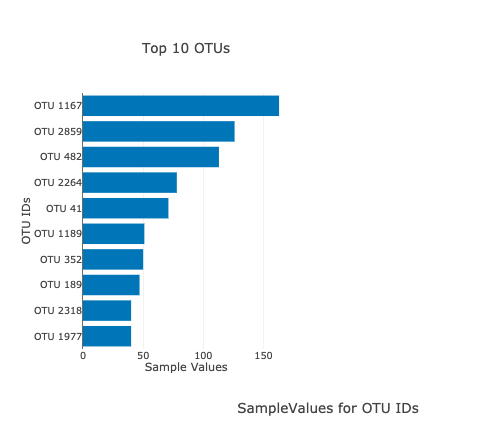 Top 10 OTUs
OTU IDs
OTU 1167
OTU 2859
OTU 482
OTU 2264
OTU 41
OTU 1189
OTU 352
OTU 189
OTU 2318
OTU 1977
0 50 100 150
Sample Values
SampleValues for OTU IDs